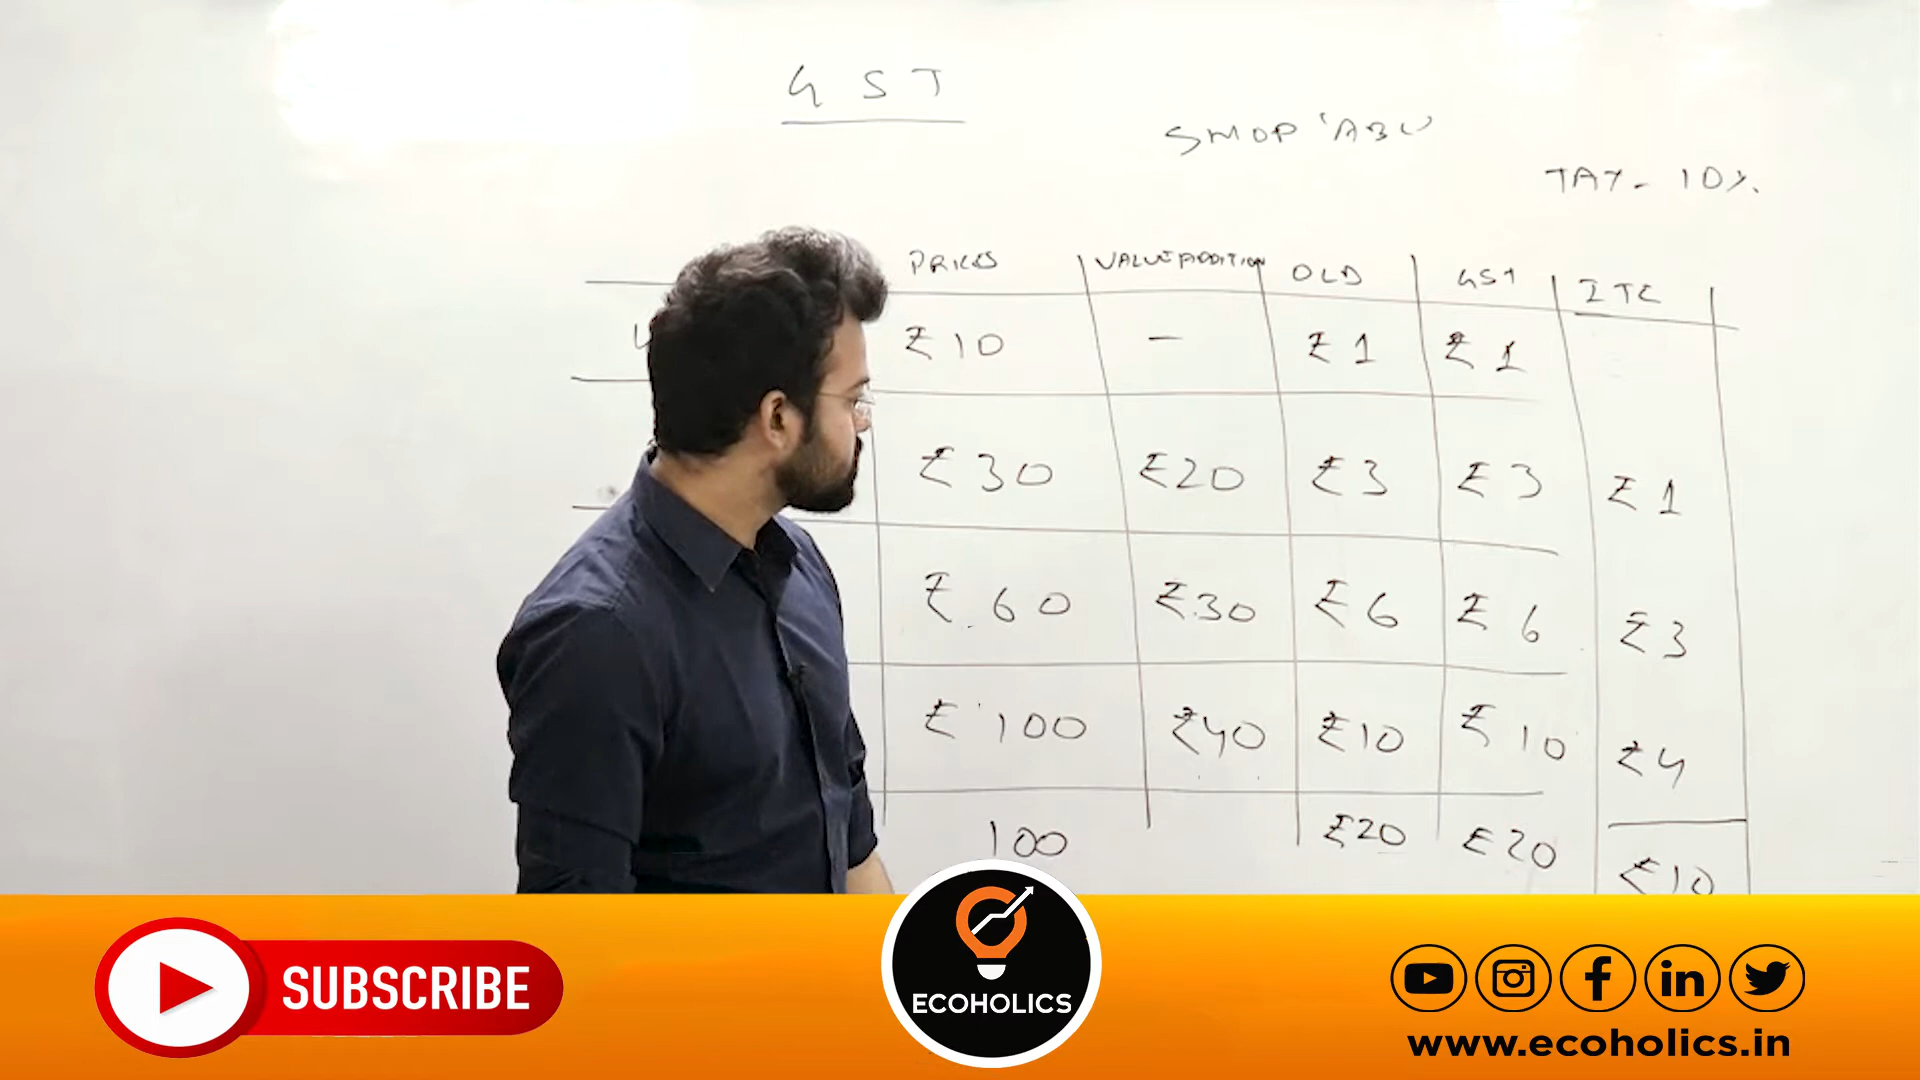 GST
SHOP 'ABC'
TAX - 10%.
PRICES VALUE ADDITION OLD GST ITC
₹10 — ₹1 ₹1
₹30 ₹20 ₹3 ₹3 ₹1
₹60 ₹30 ₹6 ₹6 ₹3
₹100 ₹40 ₹10 ₹10 ₹4
100 ₹20 ₹20 ₹10
SUBSCRIBE
ECOHOLICS
www.ecoholics.in